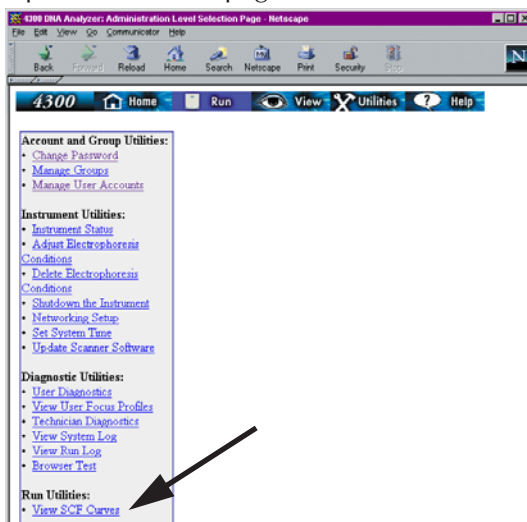 4300 DNA Analyzer: Administration Level Selection Page - Netscape
File Edit View Go Communicator Help
Back Forward Reload Home Search Netscape Print Security Stop
N
4300 Home Run View Utilities Help
Account and Group Utilities:
• Change Password
• Manage Groups
• Manage User Accounts
Instrument Utilities:
• Instrument Status
• Adjust Electrophoresis
Conditions
• Delete Electrophoresis
Conditions
• Shutdown the Instrument
• Networking Setup
• Set System Time
• Update Scanner Software
Diagnostic Utilities:
• User Diagnostics
• View User Focus Profiles
• Technician Diagnostics
• View System Log
• View Run Log
• Browser Test
Run Utilities:
• View SCF Curves